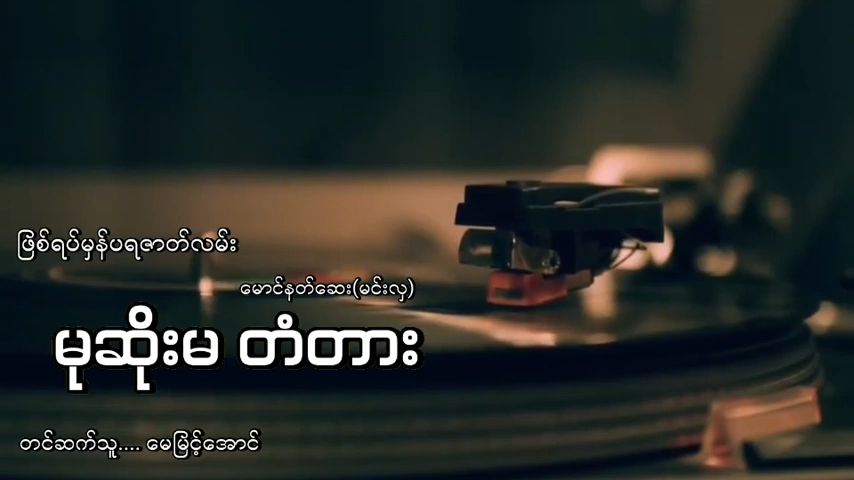 ဖြစ်ရပ်မှန်ပရဇာတ်လမ်း
မောင်နတ်ဆေး(မင်းလှ)
မုဆိုးမ တံတား
တင်ဆက်သူ.... မေမြင့်အောင်